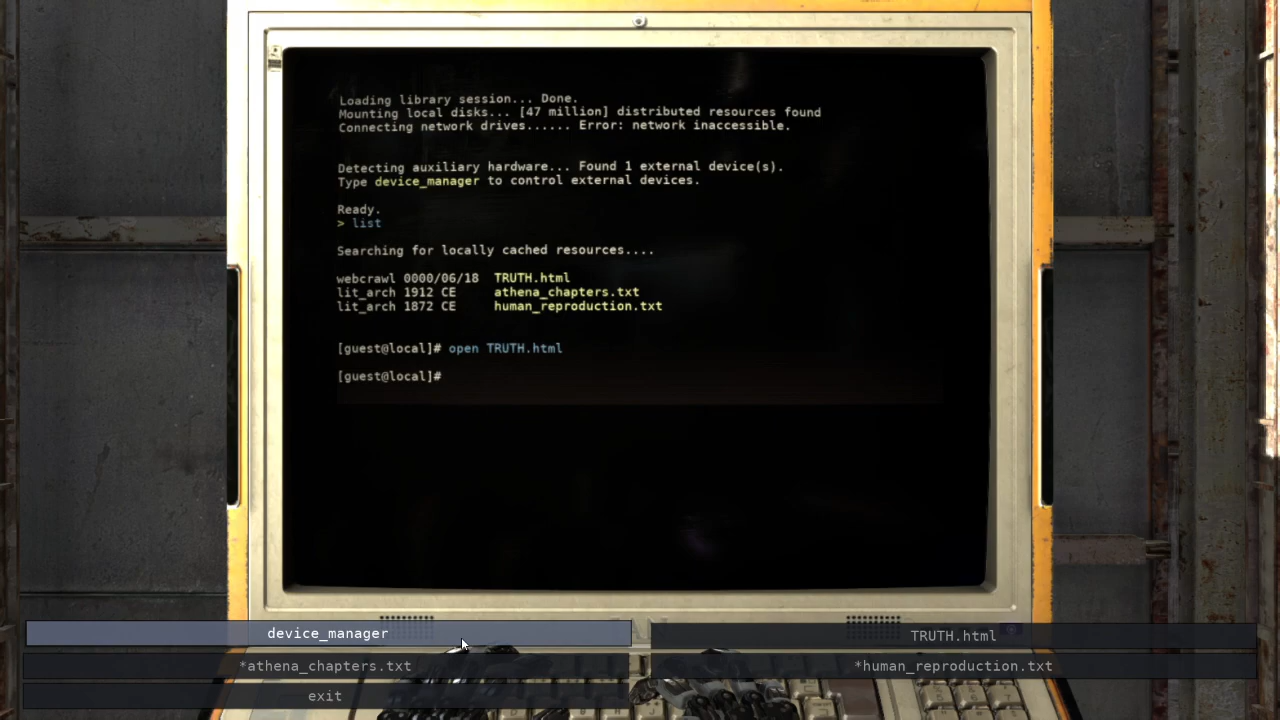 Loading library session... Done.
Mounting local disks... [47 million] distributed resources found
Connecting network drives...... Error: network inaccessible.
Detecting auxiliary hardware... Found 1 external device(s).
Type device_manager to control external devices.
Ready.
> list
Searching for locally cached resources....
webcrawl 0000/06/18 TRUTH.html
lit_arch 1912 CE athena_chapters.txt
lit_arch 1872 CE human_reproduction.txt
[guest@local]# open TRUTH.html
[guest@local]#
device_manager TRUTH.html
*athena_chapters.txt *human_reproduction.txt
exit